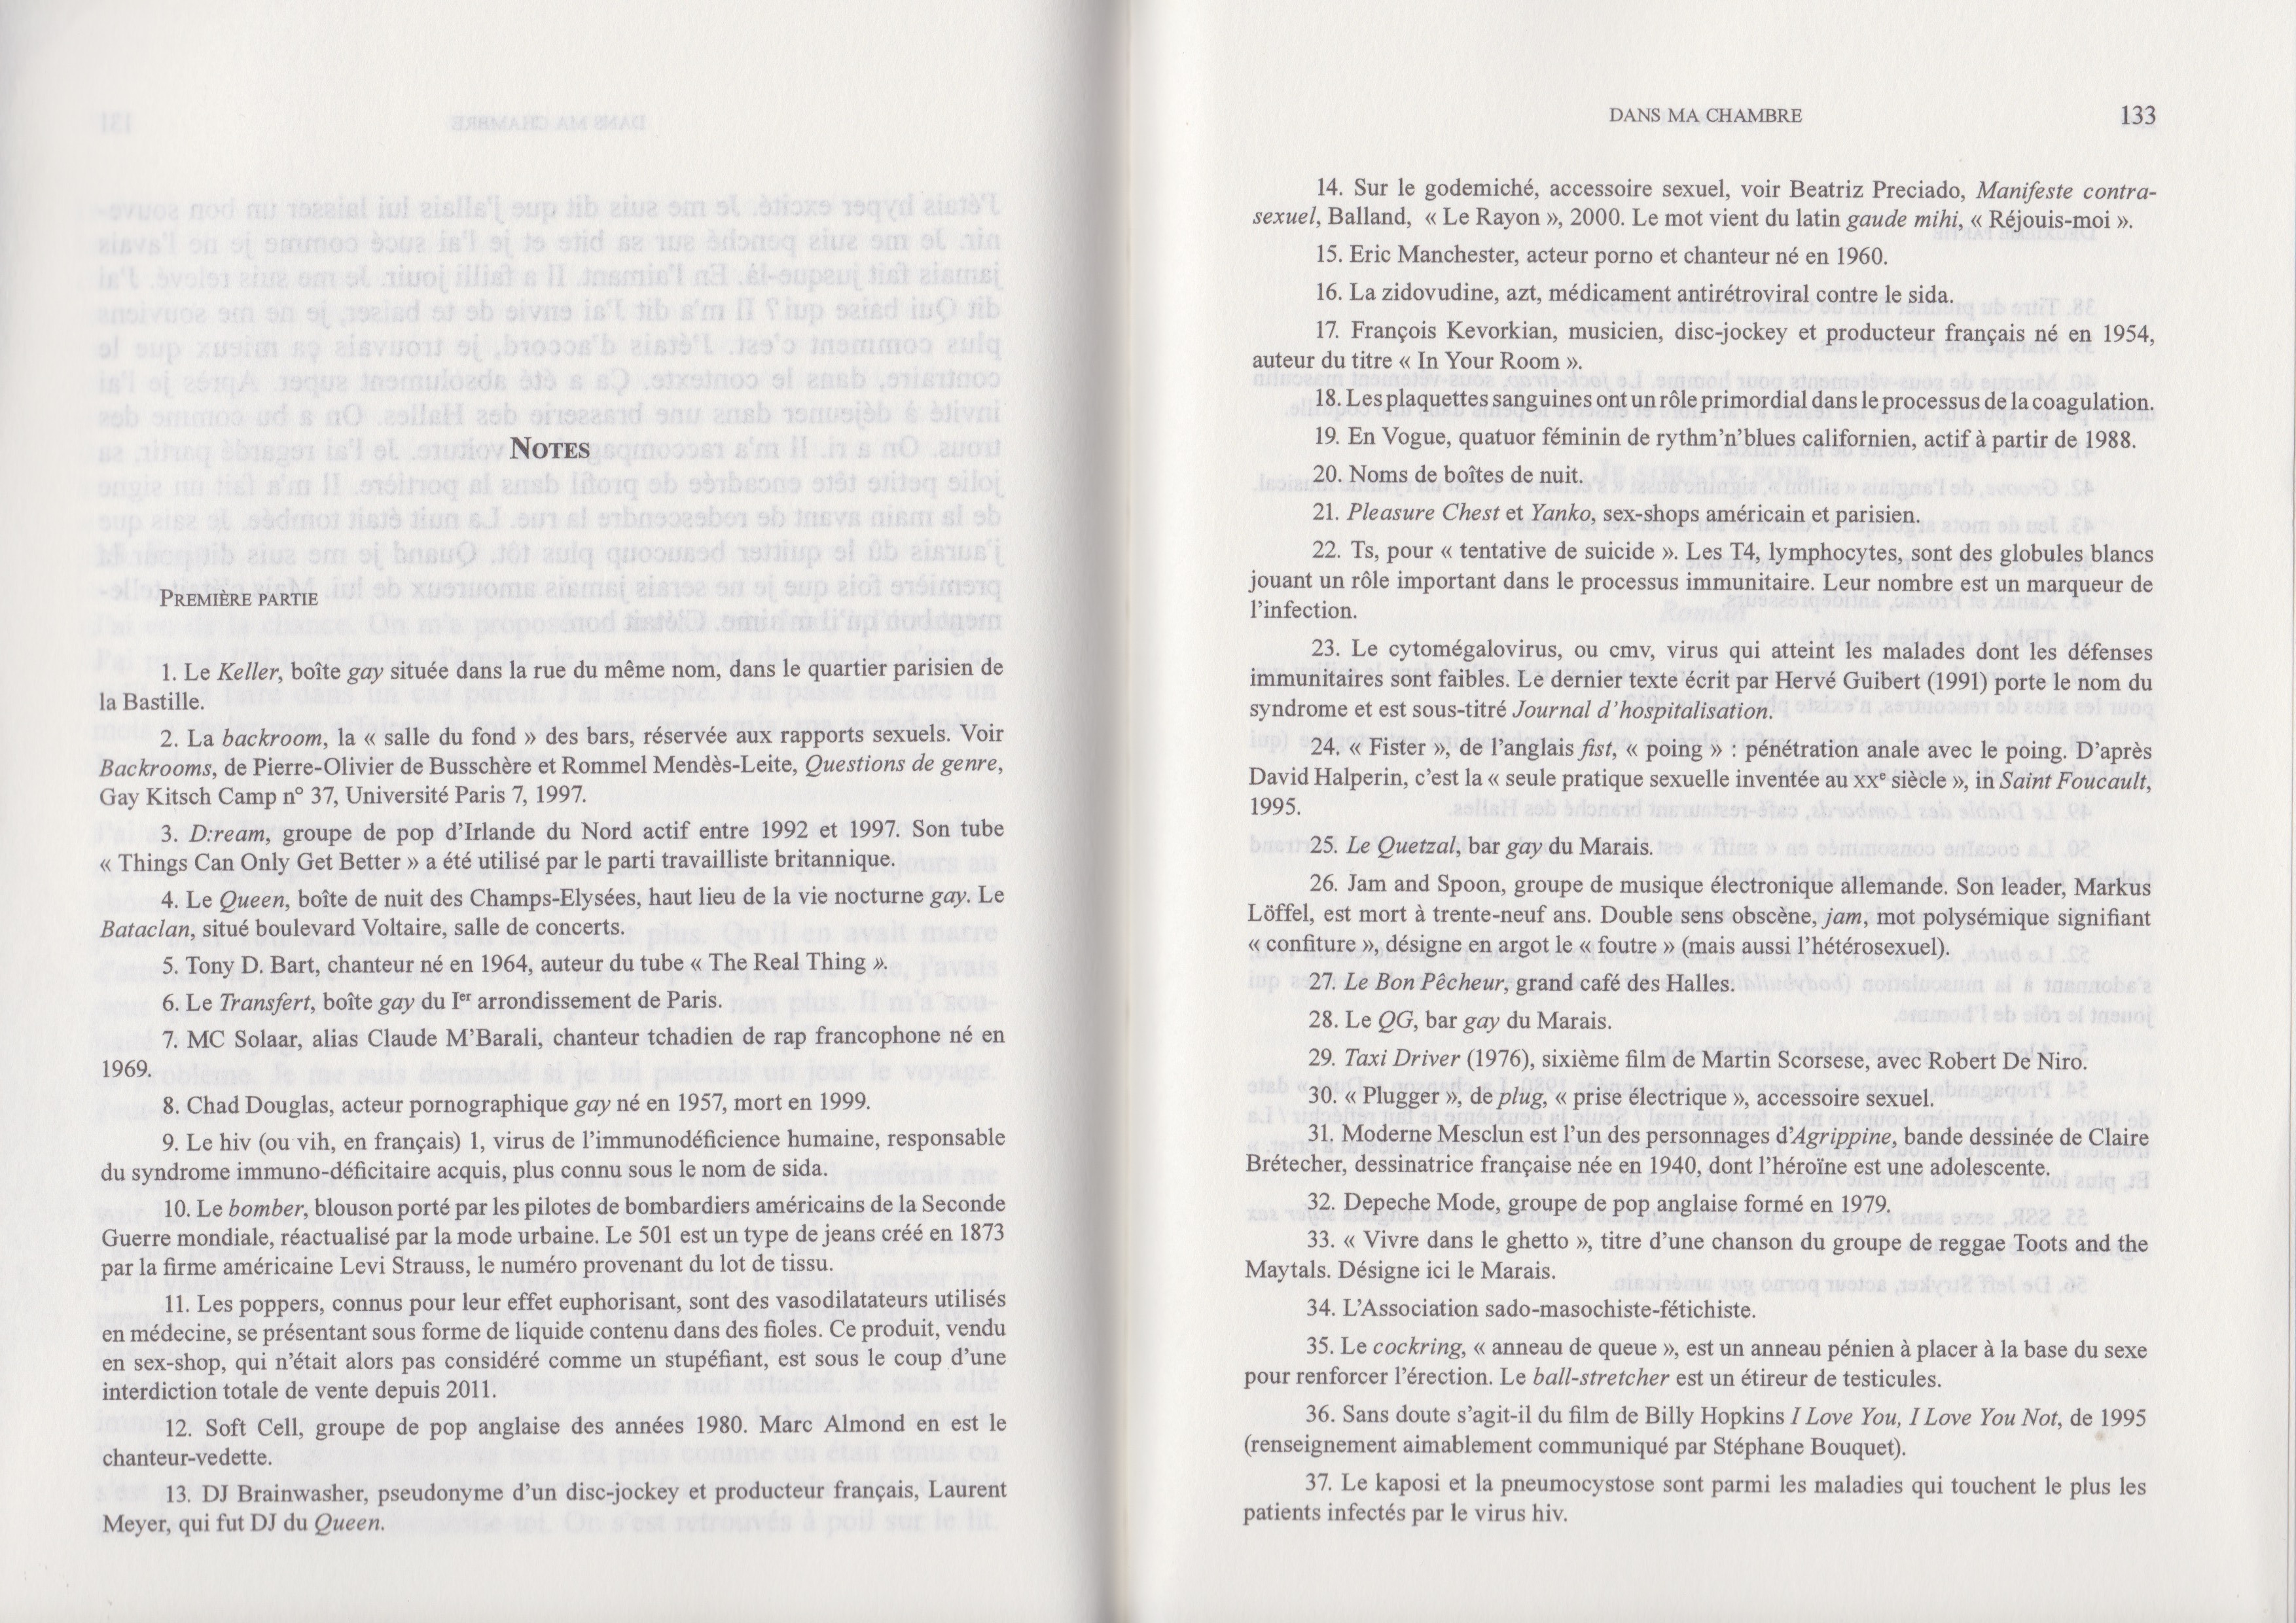 NOTES
PREMIÈRE PARTIE
1. Le Keller, boîte gay située dans la rue du même nom, dans le quartier parisien de
la Bastille.
2. La backroom, la « salle du fond » des bars, réservée aux rapports sexuels. Voir
Backrooms, de Pierre-Olivier de Busschère et Rommel Mendès-Leite, Questions de genre,
Gay Kitsch Camp n° 37, Université Paris 7, 1997.
3. D:ream, groupe de pop d'Irlande du Nord actif entre 1992 et 1997. Son tube
« Things Can Only Get Better » a été utilisé par le parti travailliste britannique.
4. Le Queen, boîte de nuit des Champs-Elysées, haut lieu de la vie nocturne gay. Le
Bataclan, situé boulevard Voltaire, salle de concerts.
5. Tony D. Bart, chanteur né en 1964, auteur du tube « The Real Thing ».
6. Le Transfert, boîte gay du Ier arrondissement de Paris.
7. MC Solaar, alias Claude M'Barali, chanteur tchadien de rap francophone né en
1969.
8. Chad Douglas, acteur pornographique gay né en 1957, mort en 1999.
9. Le hiv (ou vih, en français) 1, virus de l'immunodéficience humaine, responsable
du syndrome immuno-déficitaire acquis, plus connu sous le nom de sida.
10. Le bomber, blouson porté par les pilotes de bombardiers américains de la Seconde
Guerre mondiale, réactualisé par la mode urbaine. Le 501 est un type de jeans créé en 1873
par la firme américaine Levi Strauss, le numéro provenant du lot de tissu.
11. Les poppers, connus pour leur effet euphorisant, sont des vasodilatateurs utilisés
en médecine, se présentant sous forme de liquide contenu dans des fioles. Ce produit, vendu
en sex-shop, qui n'était alors pas considéré comme un stupéfiant, est sous le coup d'une
interdiction totale de vente depuis 2011.
12. Soft Cell, groupe de pop anglaise des années 1980. Marc Almond en est le
chanteur-vedette.
13. DJ Brainwasher, pseudonyme d'un disc-jockey et producteur français, Laurent
Meyer, qui fut DJ du Queen.
DANS MA CHAMBRE 133
14. Sur le godemiché, accessoire sexuel, voir Beatriz Preciado, Manifeste contra-
sexuel, Balland, « Le Rayon », 2000. Le mot vient du latin gaude mihi, « Réjouis-moi ».
15. Eric Manchester, acteur porno et chanteur né en 1960.
16. La zidovudine, azt, médicament antirétroviral contre le sida.
17. François Kevorkian, musicien, disc-jockey et producteur français né en 1954,
auteur du titre « In Your Room ».
18. Les plaquettes sanguines ont un rôle primordial dans le processus de la coagulation.
19. En Vogue, quatuor féminin de rythm'n'blues californien, actif à partir de 1988.
20. Noms de boîtes de nuit.
21. Pleasure Chest et Yanko, sex-shops américain et parisien.
22. Ts, pour « tentative de suicide ». Les T4, lymphocytes, sont des globules blancs
jouant un rôle important dans le processus immunitaire. Leur nombre est un marqueur de
l'infection.
23. Le cytomégalovirus, ou cmv, virus qui atteint les malades dont les défenses
immunitaires sont faibles. Le dernier texte écrit par Hervé Guibert (1991) porte le nom du
syndrome et est sous-titré Journal d'hospitalisation.
24. « Fister », de l'anglais fist, « poing » : pénétration anale avec le poing. D'après
David Halperin, c'est la « seule pratique sexuelle inventée au XXe siècle », in Saint Foucault,
1995.
25. Le Quetzal, bar gay du Marais.
26. Jam and Spoon, groupe de musique électronique allemande. Son leader, Markus
Löffel, est mort à trente-neuf ans. Double sens obscène, jam, mot polysémique signifiant
« confiture », désigne en argot le « foutre » (mais aussi l'hétérosexuel).
27. Le Bon Pêcheur, grand café des Halles.
28. Le QG, bar gay du Marais.
29. Taxi Driver (1976), sixième film de Martin Scorsese, avec Robert De Niro.
30. « Plugger », de plug, « prise électrique », accessoire sexuel.
31. Moderne Mesclun est l'un des personnages d'Agrippine, bande dessinée de Claire
Brétecher, dessinatrice française née en 1940, dont l'héroïne est une adolescente.
32. Depeche Mode, groupe de pop anglaise formé en 1979.
33. « Vivre dans le ghetto », titre d'une chanson du groupe de reggae Toots and the
Maytals. Désigne ici le Marais.
34. L'Association sado-masochiste-fétichiste.
35. Le cockring, « anneau de queue », est un anneau pénien à placer à la base du sexe
pour renforcer l'érection. Le ball-stretcher est un étireur de testicules.
36. Sans doute s'agit-il du film de Billy Hopkins I Love You, I Love You Not, de 1995
(renseignement aimablement communiqué par Stéphane Bouquet).
37. Le kaposi et la pneumocystose sont parmi les maladies qui touchent le plus les
patients infectés par le virus hiv.